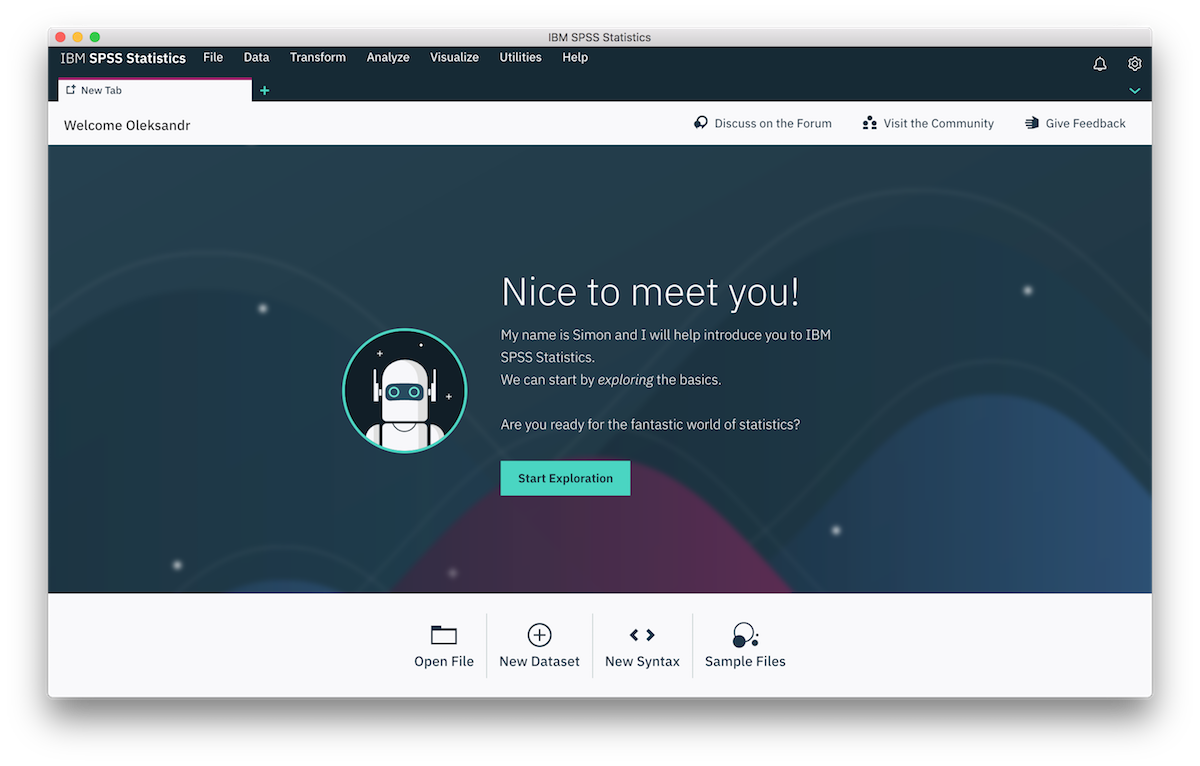 IBM SPSS Statistics
IBM SPSS Statistics File Data Transform Analyze Visualize Utilities Help
New Tab
Welcome Oleksandr Discuss on the Forum Visit the Community Give Feedback
Nice to meet you!
My name is Simon and I will help introduce you to IBM
SPSS Statistics.
We can start by exploring the basics.
Are you ready for the fantastic world of statistics?
Start Exploration
Open File New Dataset New Syntax Sample Files